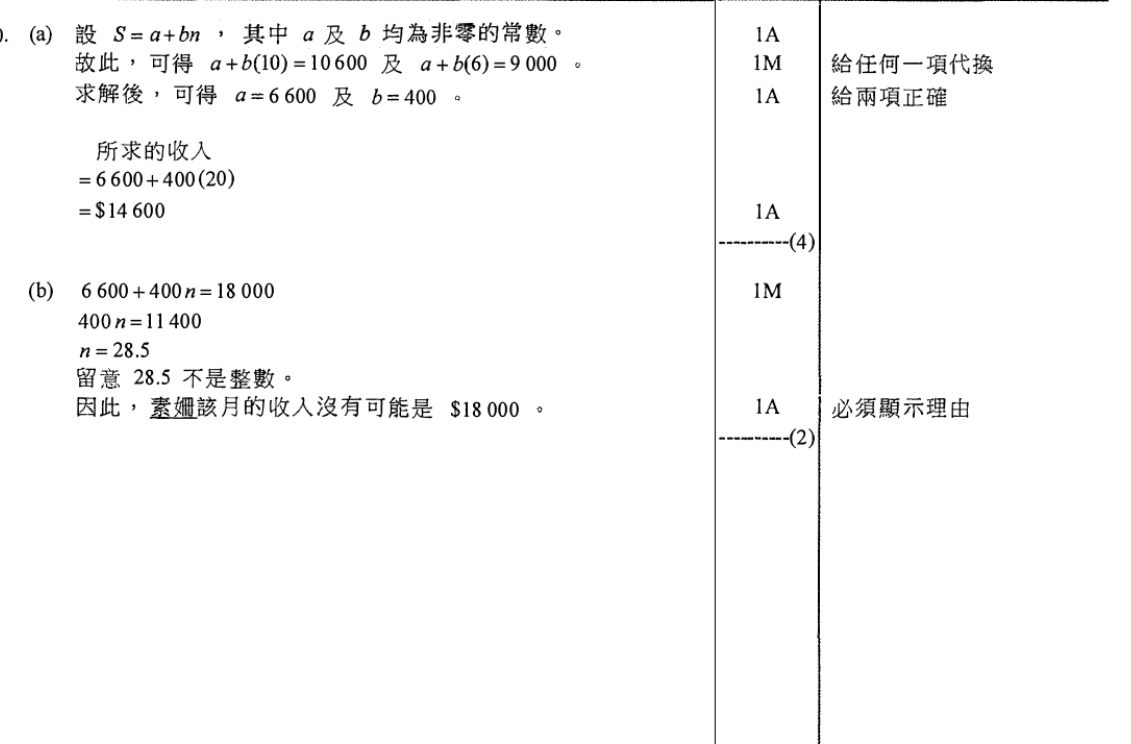 ). (a) 設 S = a + bn ， 其中 a 及 b 均為非零的常數。 1A
故此，可得 a + b(10) = 10 600 及 a + b(6) = 9 000 。 1M 給任何一項代換
求解後，可得 a = 6 600 及 b = 400 。 1A 給兩項正確
所求的收入
= 6 600 + 400 (20)
= $14 600 1A
----------(4)
(b) 6 600 + 400 n = 18 000 1M
400 n = 11 400
n = 28.5
留意 28.5 不是整數。
因此，素姍該月的收入沒有可能是 $18 000 。 1A 必須顯示理由
----------(2)